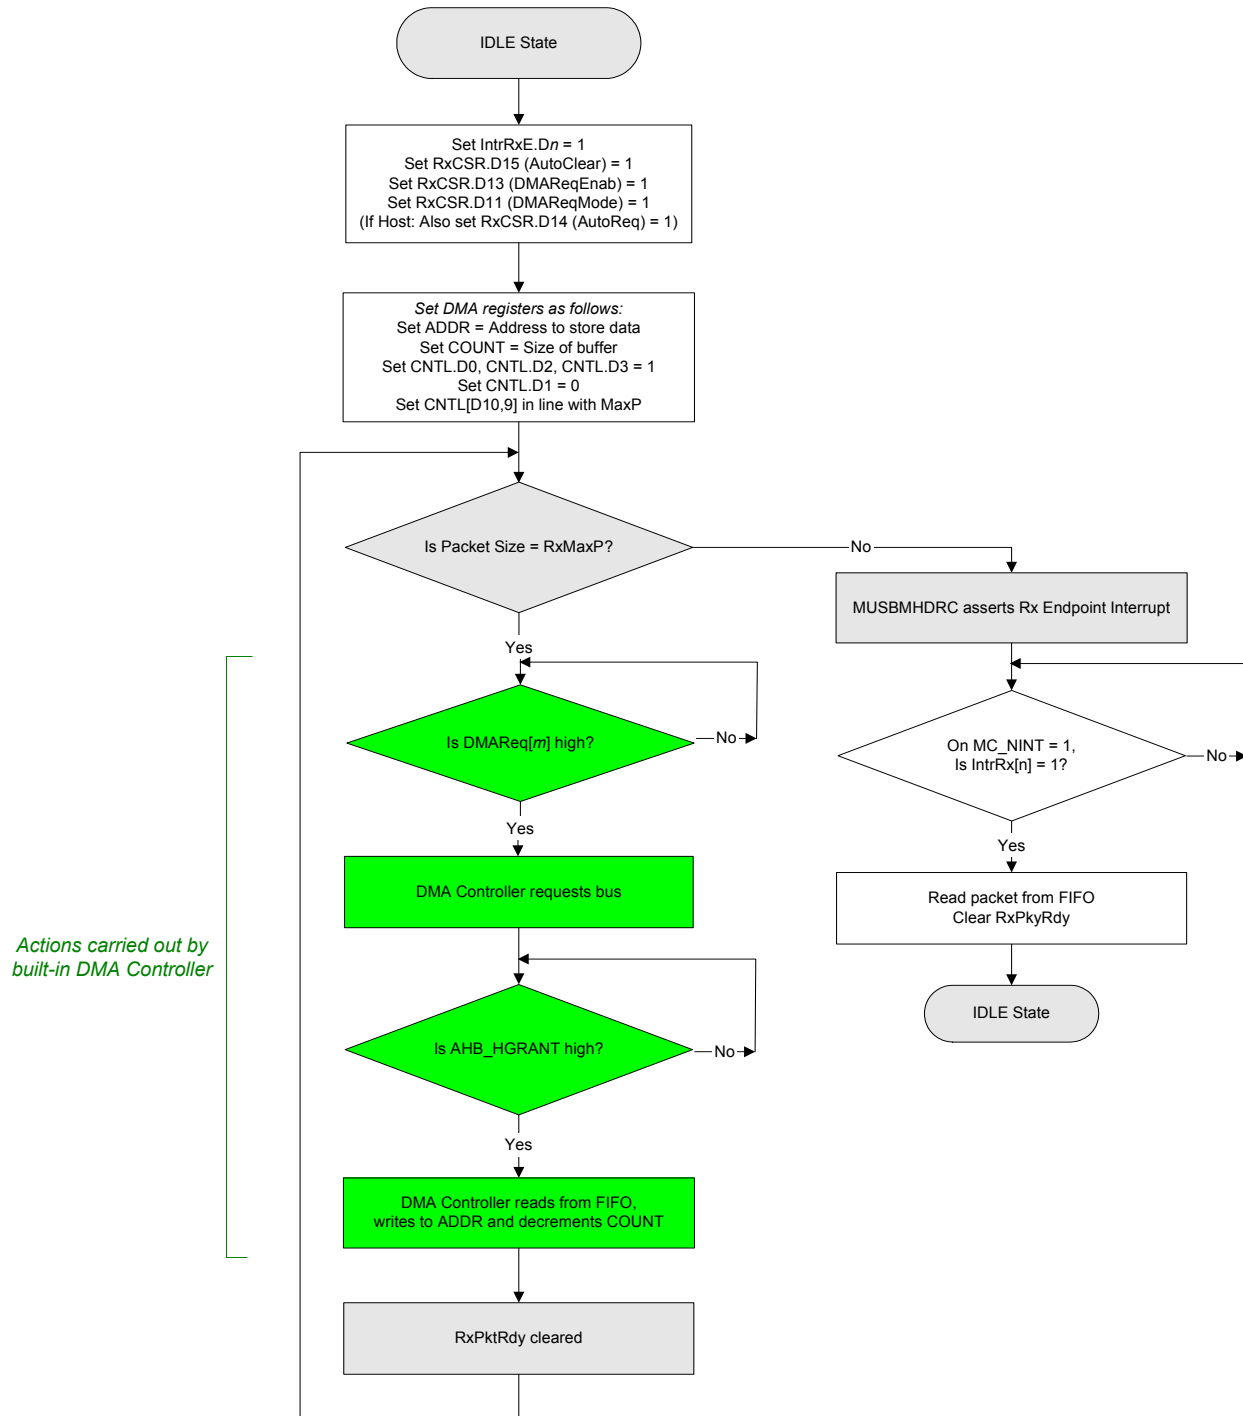 IDLE State
Set IntrRxE.Dn = 1
Set RxCSR.D15 (AutoClear) = 1
Set RxCSR.D13 (DMAReqEnab) = 1
Set RxCSR.D11 (DMAReqMode) = 1
(If Host: Also set RxCSR.D14 (AutoReq) = 1)
Set DMA registers as follows:
Set ADDR = Address to store data
Set COUNT = Size of buffer
Set CNTL.D0, CNTL.D2, CNTL.D3 = 1
Set CNTL.D1 = 0
Set CNTL[D10,9] in line with MaxP
Is Packet Size = RxMaxP?
No
Yes
Is DMAReq[m] high?
No
Yes
DMA Controller requests bus
Is AHB_HGRANT high?
No
Yes
DMA Controller reads from FIFO,
writes to ADDR and decrements COUNT
RxPktRdy cleared
Actions carried out by
built-in DMA Controller
MUSBMHDRC asserts Rx Endpoint Interrupt
On MC_NINT = 1,
Is IntrRx[n] = 1?
No
Yes
Read packet from FIFO
Clear RxPkyRdy
IDLE State